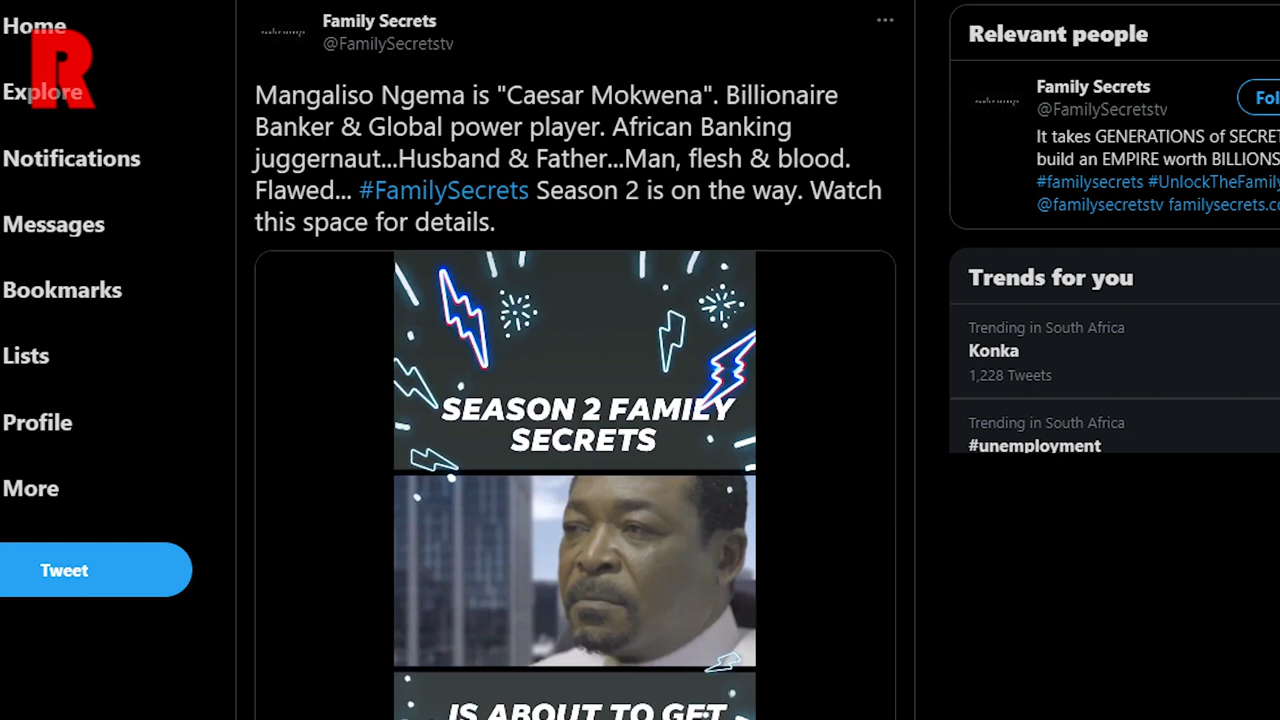 Home
R
Explore
Notifications
Messages
Bookmarks
Lists
Profile
More
Tweet
Family Secrets
@FamilySecretstv
Mangaliso Ngema is "Caesar Mokwena". Billionaire
Banker & Global power player. African Banking
juggernaut...Husband & Father...Man, flesh & blood.
Flawed... #FamilySecrets Season 2 is on the way. Watch
this space for details.
SEASON 2 FAMILY
SECRETS
IS ABOUT TO GET
Relevant people
Family Secrets
@FamilySecretstv
Fol
It takes GENERATIONS of SECRET
build an EMPIRE worth BILLIONS
#familysecrets #UnlockTheFamily
@familysecretstv familysecrets.co
Trends for you
Trending in South Africa
Konka
1,228 Tweets
Trending in South Africa
#unemployment